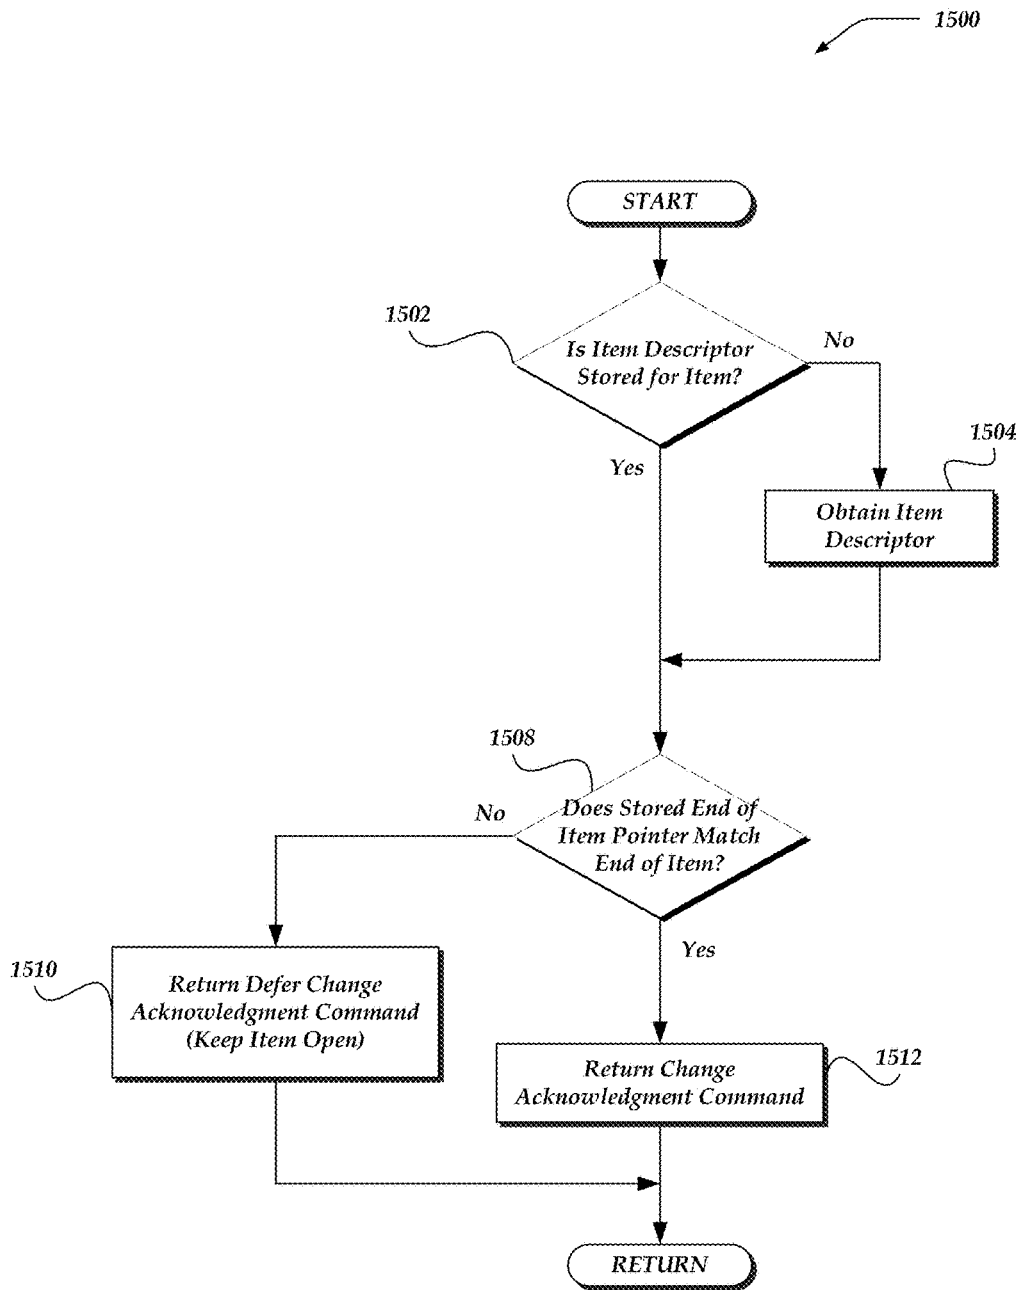 1500
START
1502
Is Item Descriptor
Stored for Item?
No
Yes
1504
Obtain Item
Descriptor
1508
Does Stored End of
Item Pointer Match
End of Item?
No
Yes
1510
Return Defer Change
Acknowledgment Command
(Keep Item Open)
1512
Return Change
Acknowledgment Command
RETURN